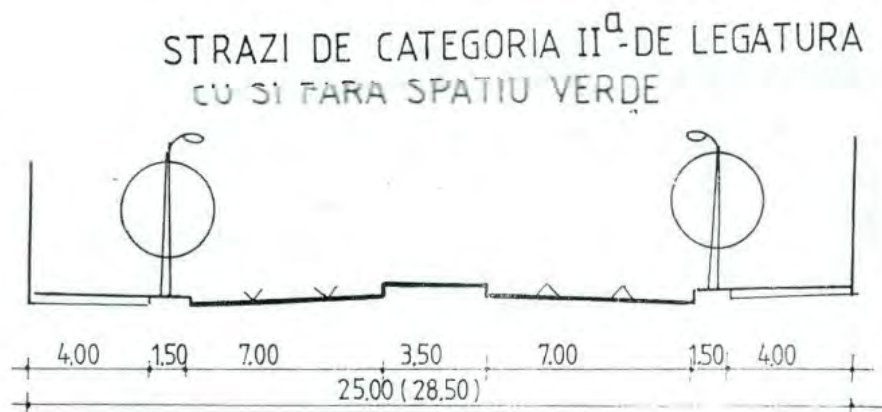 STRAZI DE CATEGORIA IIª-DE LEGATURA
CU SI FARA SPATIU VERDE
4,00 1.50 7.00 3,50 7.00 1.50 4,00
25,00 (28,50)